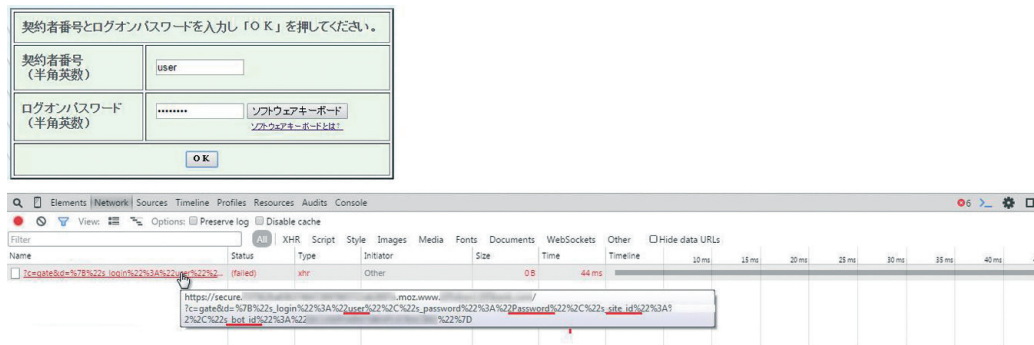 契約者番号とログオンパスワードを入力し「ＯＫ」を押してください。
契約者番号
（半角英数）
user
ログオンパスワード
（半角英数）
ソフトウェアキーボード
ソフトウェアキーボードとは？
OK
Elements Network Sources Timeline Profiles Resources Audits Console
6
View: Options: Preserve log Disable cache
Filter All XHR Script Style Images Media Fonts Documents WebSockets Other Hide data URLs
Name Status Type Initiator Size Time Timeline 10 ms 15 ms 20 ms 25 ms 30 ms 35 ms 40 ms
?c=gate&d=%7B%22s_login%22%3A%22user%22%2... (failed) xhr Other 0 B 44 ms
https://secure. .moz.www. /
?c=gate&d=%7B%22s_login%22%3A%22user%22%2C%22s_password%22%3A%22Password%22%2C%22s_site_id%22%3A?
2%2C%22s_bot_id%22%3A%22 %22%7D